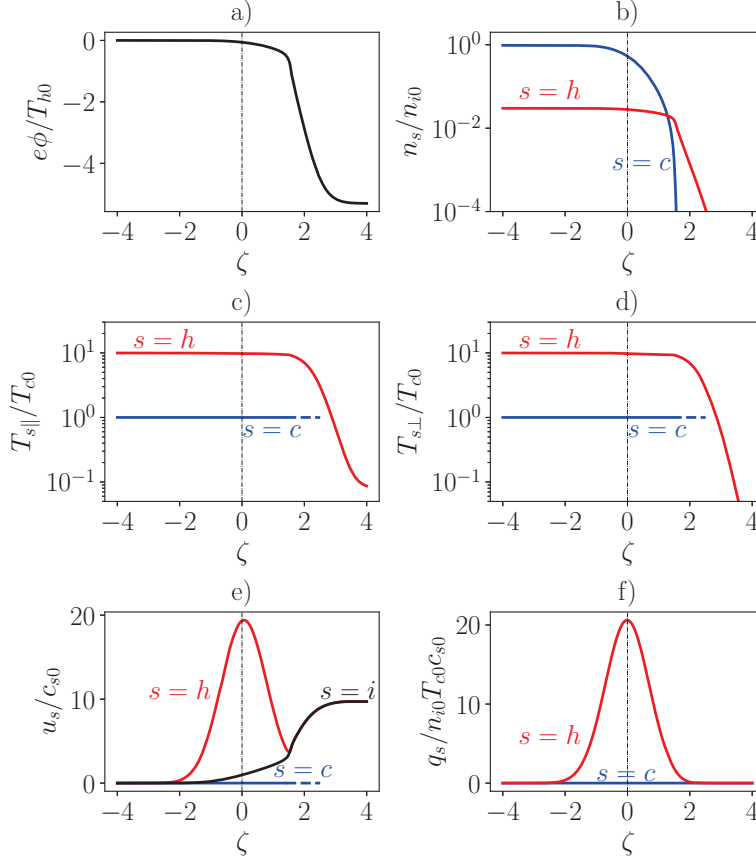 a)
0
−2
−4
eϕ/T_{h0}
−4 −2 0 2 4
ζ
b)
10^0
10^{−2}
10^{−4}
n_s/n_{i0}
s = h
s = c
−4 −2 0 2 4
ζ
c)
10^1
10^0
10^{−1}
T_{s∥}/T_{c0}
s = h
s = c
−4 −2 0 2 4
ζ
d)
10^1
10^0
10^{−1}
T_{s⊥}/T_{c0}
s = h
s = c
−4 −2 0 2 4
ζ
e)
20
10
0
u_s/c_{s0}
s = h
s = i
s = c
−4 −2 0 2 4
ζ
f)
20
10
0
q_s/n_{i0}T_{c0}c_{s0}
s = h
s = c
−4 −2 0 2 4
ζ